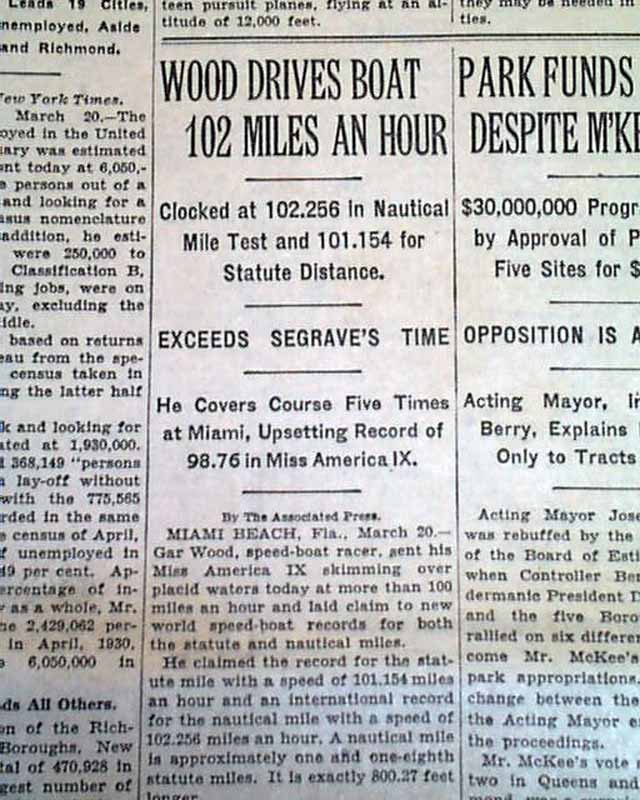 Leads 19 Cities,
nemployed, Aside
and Richmond.
New York Times.
March 20.—The
oyed in the United
ary was estimated
nt today at 6,050,-
persons out of a
and looking for a
sus nomenclature
addition, he esti-
were 250,000 to
Classification B,
ing jobs, were on
ay, excluding the
idle.
based on returns
eau from the spe-
census taken in
ng the latter half
k and looking for
ated at 1,930,000.
368,149 "persons
a lay-off without
with the 775,565
rded in the same
e census of April,
f unemployed in
49 per cent. Ap-
ercentage of in-
y as a whole, Mr.
he 2,429,062 per-
in April, 1930,
6,050,000 in
ds All Others.
on of the Rich-
Boroughs, New
tal of 470,928 in
gest number of
teen pursuit planes, flying at an al-
titude of 12,000 feet.
WOOD DRIVES BOAT
102 MILES AN HOUR
Clocked at 102.256 in Nautical
Mile Test and 101.154 for
Statute Distance.
EXCEEDS SEGRAVE'S TIME
He Covers Course Five Times
at Miami, Upsetting Record of
98.76 in Miss America IX.
By The Associated Press.
MIAMI BEACH, Fla., March 20.—
Gar Wood, speed-boat racer, sent his
Miss America IX skimming over
placid waters today at more than 100
miles an hour and laid claim to new
world speed-boat records for both
the statute and nautical miles.
He claimed the record for the stat-
ute mile with a speed of 101.154 miles
an hour and an international record
for the nautical mile with a speed of
102.256 miles an hour. A nautical mile
is approximately one and one-eighth
statute miles. It is exactly 800.27 feet
longer
they may be needed in
ties.
PARK FUNDS
DESPITE M'KE
$30,000,000 Progr
by Approval of P
Five Sites for $
OPPOSITION IS A
Acting Mayor, Ir
Berry, Explains
Only to Tracts
Acting Mayor Jose
was rebuffed by the
of the Board of Esti
when Controller Be
dermanic President D
and the five Boro
rallied on six differe
come Mr. McKee's
park appropriations.
change between the
the Acting Mayor e
the proceedings.
Mr. McKee's vote
two in Queens and